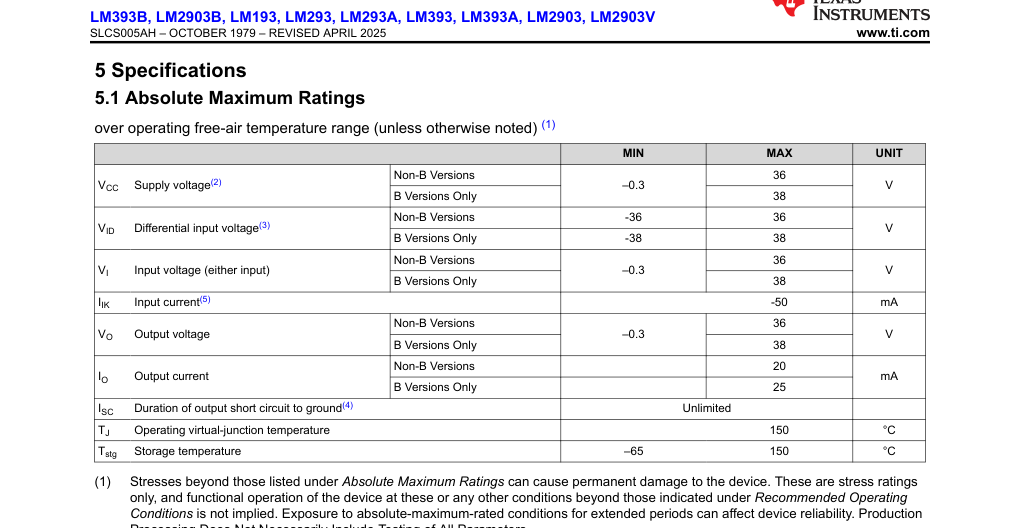 LM393B, LM2903B, LM193, LM293, LM293A, LM393, LM393A, LM2903, LM2903V
INSTRUMENTS
SLCS005AH – OCTOBER 1979 – REVISED APRIL 2025
www.ti.com
5 Specifications
5.1 Absolute Maximum Ratings
over operating free-air temperature range (unless otherwise noted) (1)
MIN MAX UNIT
VCC Supply voltage(2) Non-B Versions –0.3 36 V
B Versions Only 38
VID Differential input voltage(3) Non-B Versions -36 36 V
B Versions Only -38 38
VI Input voltage (either input) Non-B Versions –0.3 36 V
B Versions Only 38
IIK Input current(5) -50 mA
VO Output voltage Non-B Versions –0.3 36 V
B Versions Only 38
IO Output current Non-B Versions 20 mA
B Versions Only 25
ISC Duration of output short circuit to ground(4) Unlimited
TJ Operating virtual-junction temperature 150 °C
Tstg Storage temperature –65 150 °C
(1) Stresses beyond those listed under Absolute Maximum Ratings can cause permanent damage to the device. These are stress ratings
only, and functional operation of the device at these or any other conditions beyond those indicated under Recommended Operating
Conditions is not implied. Exposure to absolute-maximum-rated conditions for extended periods can affect device reliability. Production
Processing Does Not Necessarily Include Testing of All Parameters.